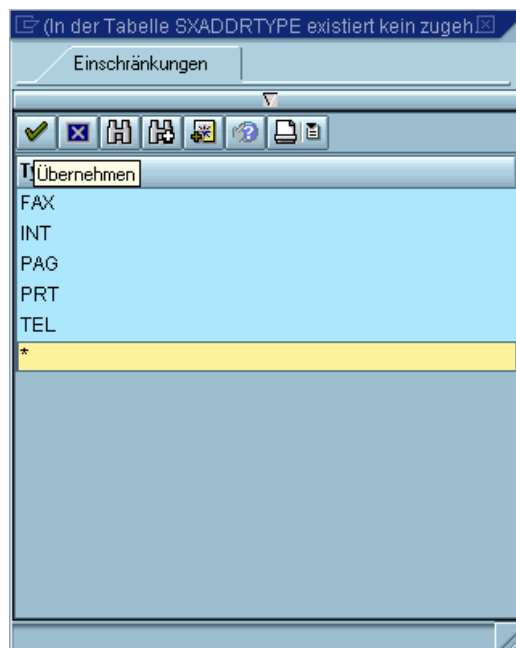 (In der Tabelle SXADDRTYPE existiert kein zugeh.
Einschränkungen
Übernehmen
FAX
INT
PAG
PRT
TEL
*